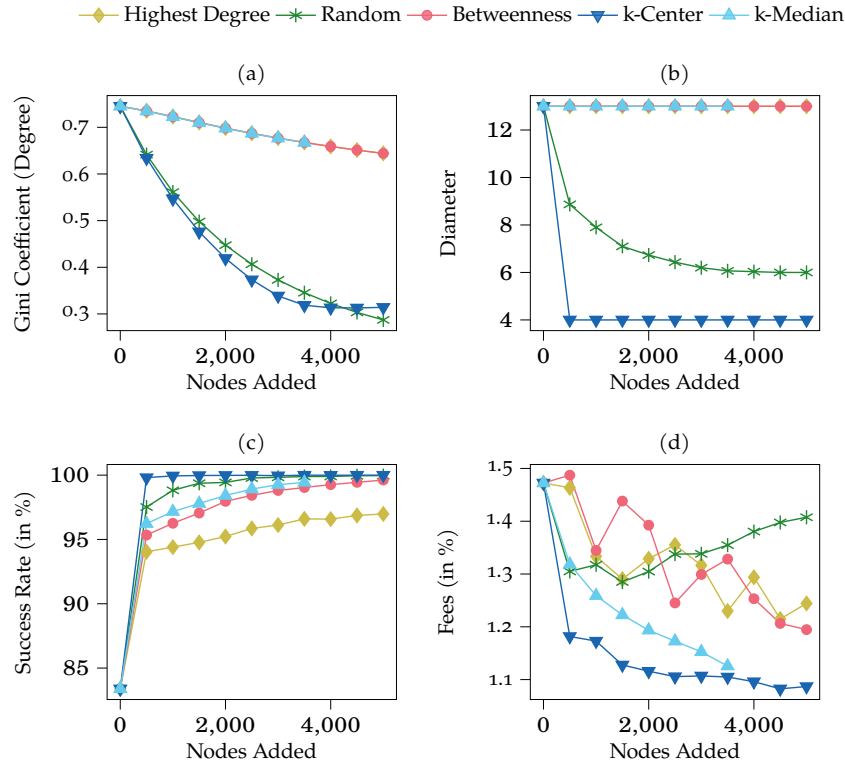 Highest Degree Random Betweenness k-Center k-Median
(a)
Gini Coefficient (Degree)
0.7
0.6
0.5
0.4
0.3
0 2,000 4,000
Nodes Added
(b)
Diameter
12
10
8
6
4
0 2,000 4,000
Nodes Added
(c)
Success Rate (in %)
100
95
90
85
0 2,000 4,000
Nodes Added
(d)
Fees (in %)
1.5
1.4
1.3
1.2
1.1
0 2,000 4,000
Nodes Added